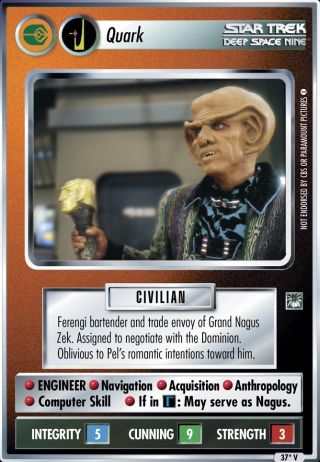 Quark
STAR TREK
DEEP SPACE NINE
NOT ENDORSED BY CBS OR PARAMOUNT PICTURES
CIVILIAN
Ferengi bartender and trade envoy of Grand Nagus
Zek. Assigned to negotiate with the Dominion.
Oblivious to Pel's romantic intentions toward him.
ENGINEER Navigation Acquisition Anthropology
Computer Skill If in : May serve as Nagus.
INTEGRITY 5 CUNNING 9 STRENGTH 3
37* V